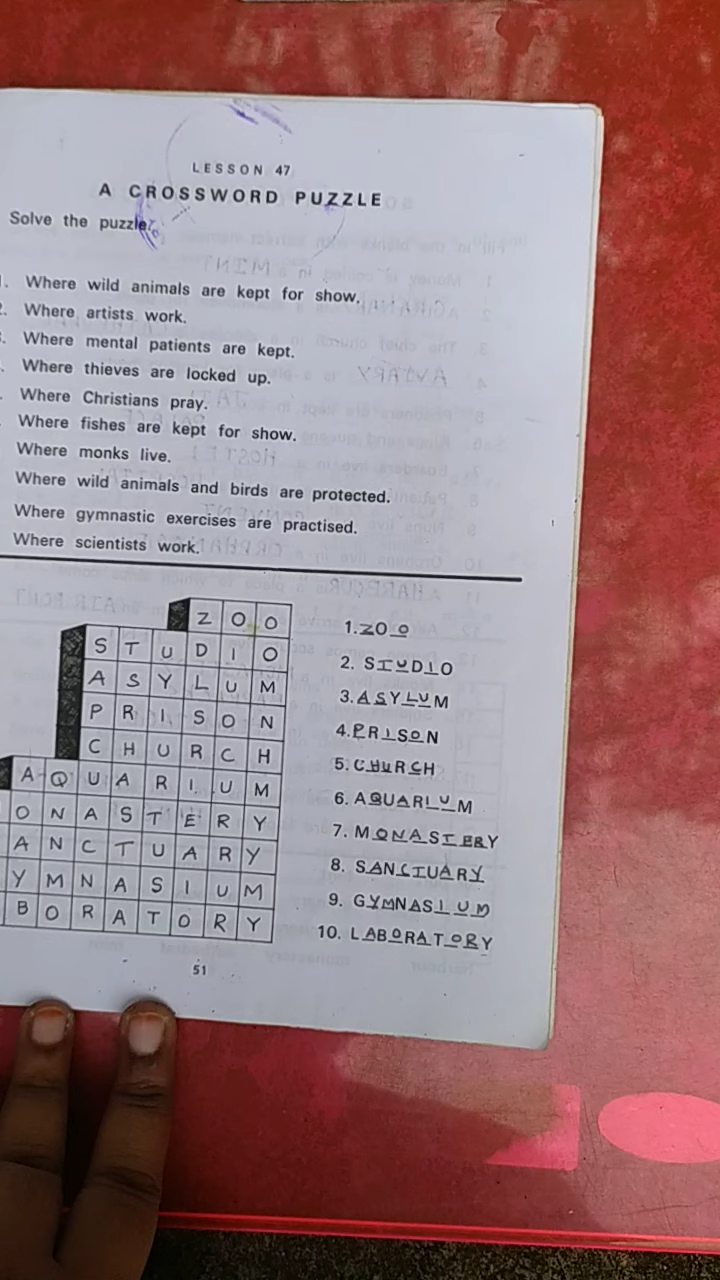 LESSON 47
A CROSSWORD PUZZLE
Solve the puzzle.
Where wild animals are kept for show.
Where artists work.
Where mental patients are kept.
Where thieves are locked up.
Where Christians pray.
Where fishes are kept for show.
Where monks live.
Where wild animals and birds are protected.
Where gymnastic exercises are practised.
Where scientists work.
Z O O
S T U D I O
A S Y L U M
P R I S O N
C H U R C H
A Q U A R I U M
O N A S T E R Y
A N C T U A R Y
Y M N A S I U M
B O R A T O R Y
1. ZOO
2. STUDIO
3. ASYLUM
4. PRISON
5. CHURCH
6. AQUARIUM
7. MONASTERY
8. SANCTUARY
9. GYMNASIUM
10. LABORATORY
51